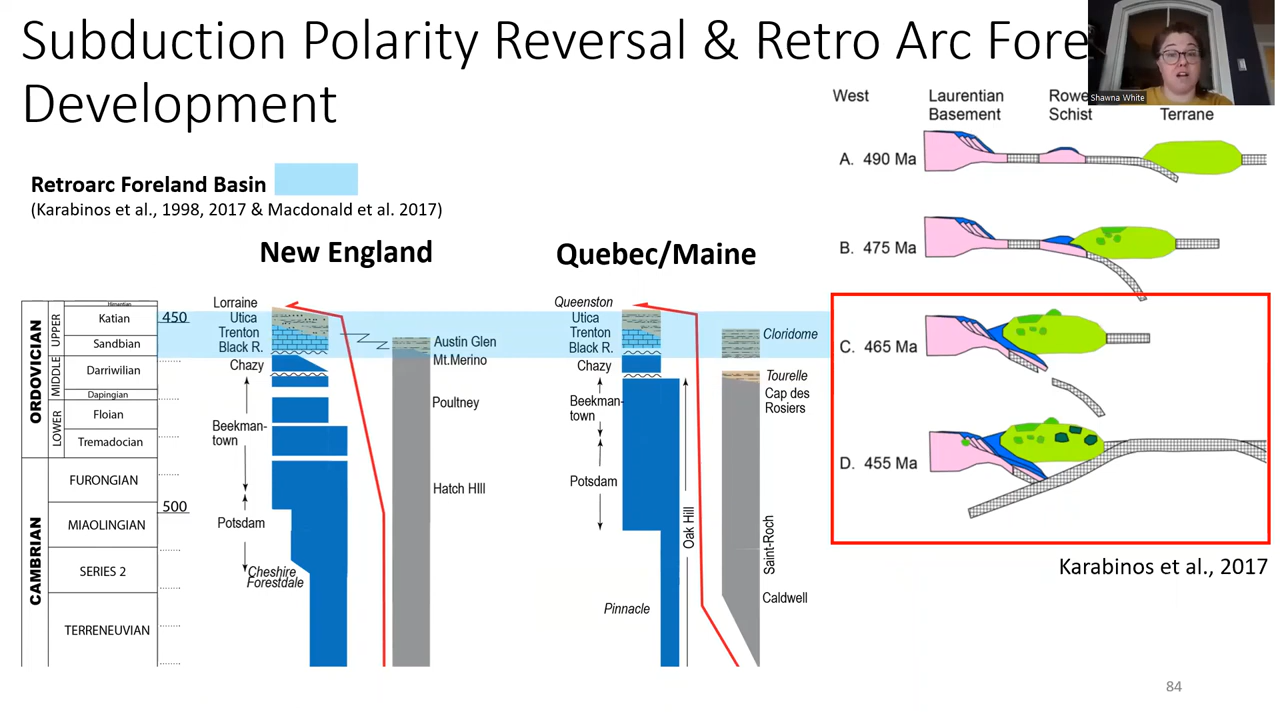 Subduction Polarity Reversal & Retro Arc Fore
Development
Shawna White
Retroarc Foreland Basin
(Karabinos et al., 1998, 2017 & Macdonald et al. 2017)
New England
Quebec/Maine
ORDOVICIAN
UPPER
MIDDLE
LOWER
Hirnantian
Katian
Sandbian
Darriwilian
Dapingian
Floian
Tremadocian
CAMBRIAN
FURONGIAN
MIAOLINGIAN
SERIES 2
TERRENEUVIAN
450
500
Lorraine
Utica
Trenton
Black R.
Chazy
Beekman-
town
Potsdam
Cheshire
Forestdale
Austin Glen
Mt.Merino
Poultney
Hatch HIll
Queenston
Utica
Trenton
Black R.
Chazy
Beekman-
town
Potsdam
Pinnacle
Oak Hill
Cloridome
Tourelle
Cap des
Rosiers
Saint-Roch
Caldwell
West
Laurentian
Basement
Rowe
Schist
Terrane
A. 490 Ma
B. 475 Ma
C. 465 Ma
D. 455 Ma
Karabinos et al., 2017
84